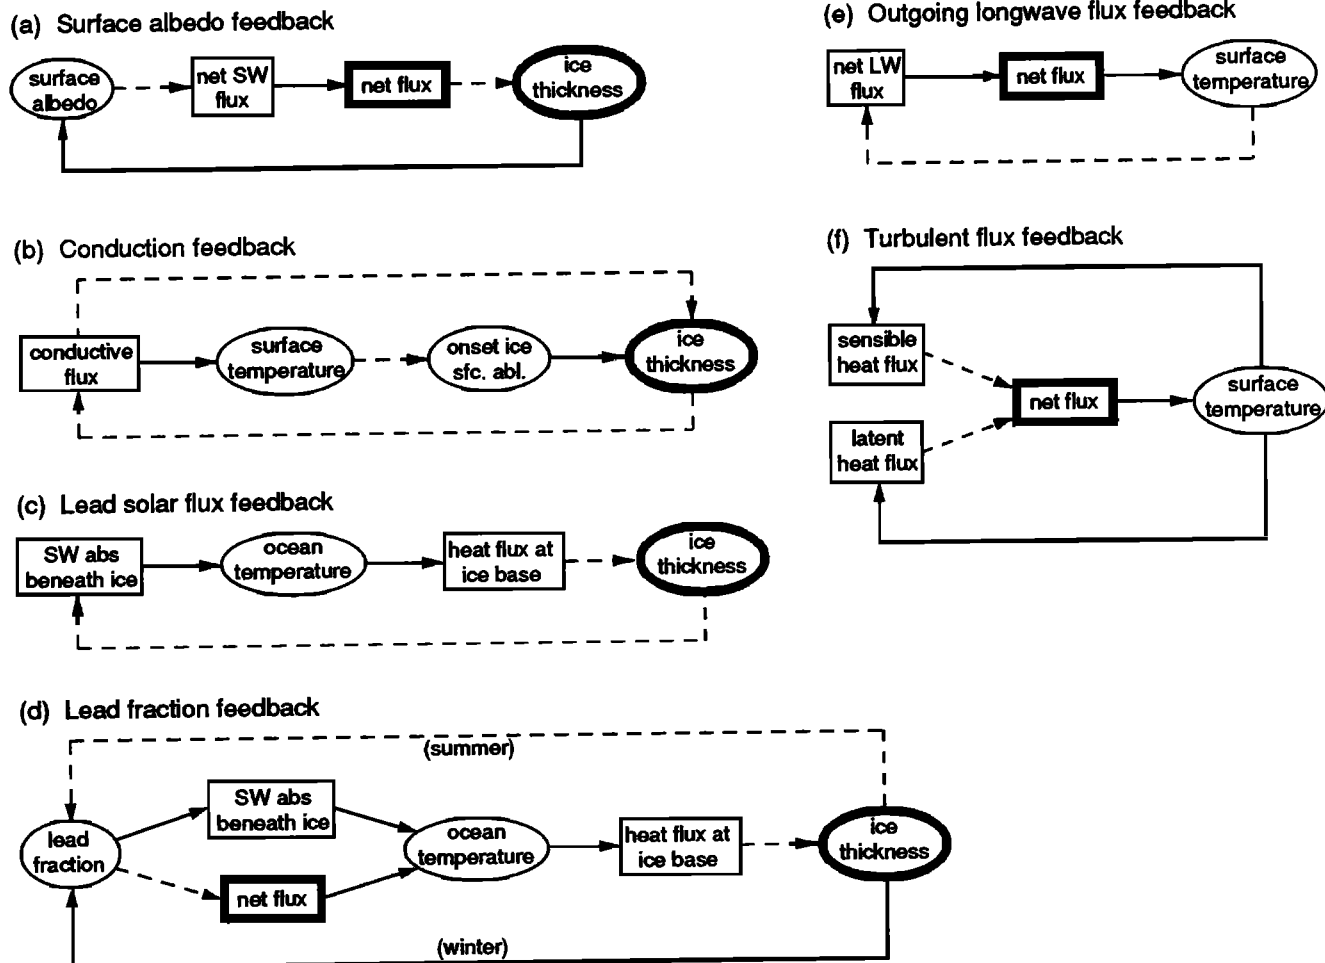 (a) Surface albedo feedback
surface
albedo
net SW
flux
net flux
ice
thickness
(b) Conduction feedback
conductive
flux
surface
temperature
onset ice
sfc. abl.
ice
thickness
(c) Lead solar flux feedback
SW abs
beneath ice
ocean
temperature
heat flux at
ice base
ice
thickness
(d) Lead fraction feedback
(summer)
lead
fraction
SW abs
beneath ice
net flux
ocean
temperature
heat flux at
ice base
ice
thickness
(winter)
(e) Outgoing longwave flux feedback
net LW
flux
net flux
surface
temperature
(f) Turbulent flux feedback
sensible
heat flux
latent
heat flux
net flux
surface
temperature